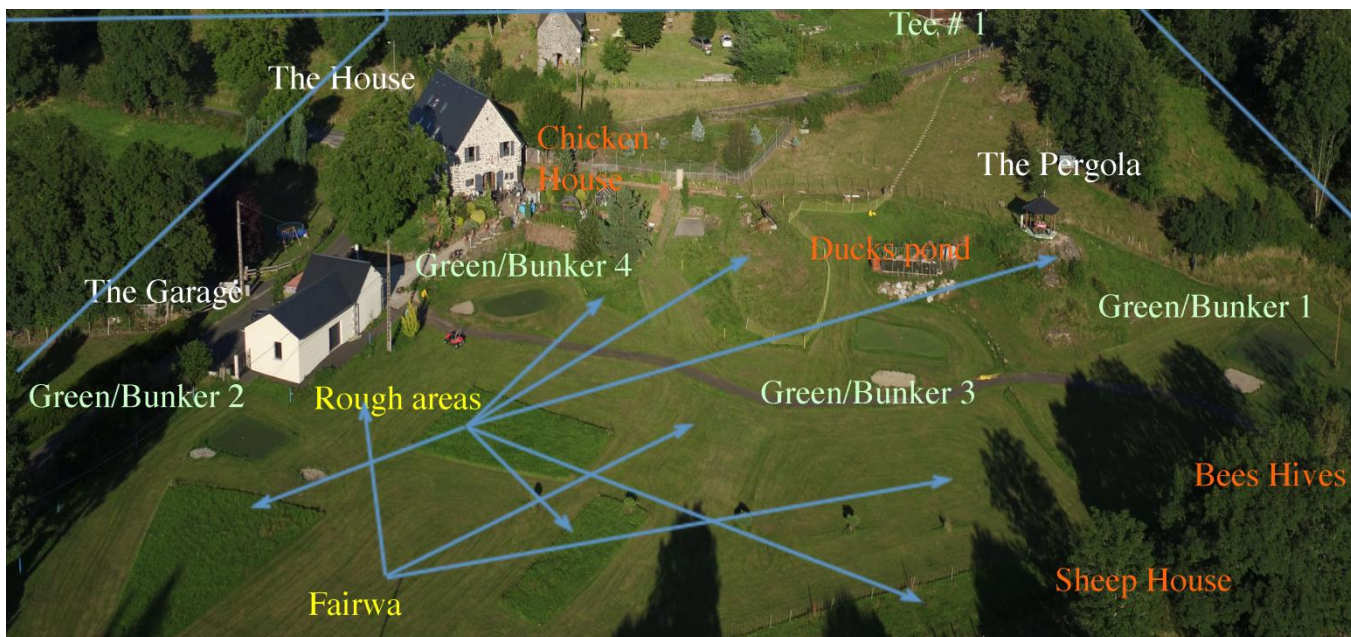 Tee # 1
The House
Chicken
House
The Pergola
Ducks pond
Green/Bunker 4
The Garage
Green/Bunker 1
Green/Bunker 2
Rough areas
Green/Bunker 3
Bees Hives
Sheep House
Fairwa